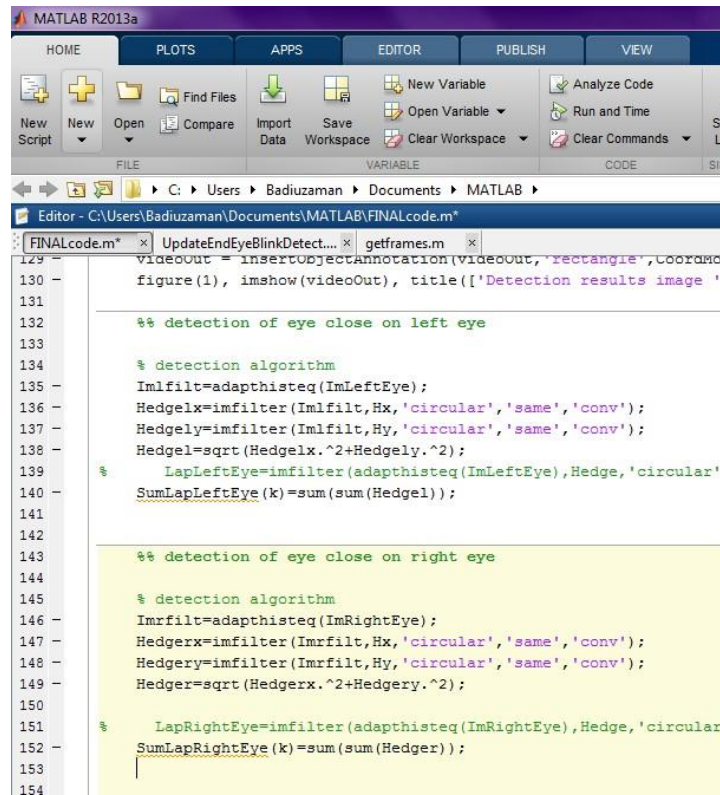 MATLAB R2013a
HOME PLOTS APPS EDITOR PUBLISH VIEW
New Script
New
Open
Find Files
Compare
Import Data
Save Workspace
New Variable
Open Variable
Clear Workspace
Analyze Code
Run and Time
Clear Commands
FILE VARIABLE CODE
C: Users Badiuzaman Documents MATLAB
Editor - C:\Users\Badiuzaman\Documents\MATLAB\FINALcode.m*
FINALcode.m* × UpdateEndEyeBlinkDetect.... × getframes.m ×
129 – videoOut = insertObjectAnnotation(videoOut,'rectangle',CoordMo
130 – figure(1), imshow(videoOut), title(['Detection results image '
131
132 %% detection of eye close on left eye
133
134 % detection algorithm
135 – Imlfilt=adapthisteq(ImLeftEye);
136 – Hedgelx=imfilter(Imlfilt,Hx,'circular','same','conv');
137 – Hedgely=imfilter(Imlfilt,Hy,'circular','same','conv');
138 – Hedgel=sqrt(Hedgelx.^2+Hedgely.^2);
139 % LapLeftEye=imfilter(adapthisteq(ImLeftEye),Hedge,'circular'
140 – SumLapLeftEye(k)=sum(sum(Hedgel));
141
142
143 %% detection of eye close on right eye
144
145 % detection algorithm
146 – Imrfilt=adapthisteq(ImRightEye);
147 – Hedgerx=imfilter(Imrfilt,Hx,'circular','same','conv');
148 – Hedgery=imfilter(Imrfilt,Hy,'circular','same','conv');
149 – Hedger=sqrt(Hedgerx.^2+Hedgery.^2);
150
151 % LapRightEye=imfilter(adapthisteq(ImRightEye),Hedge,'circular
152 – SumLapRightEye(k)=sum(sum(Hedger));
153
154